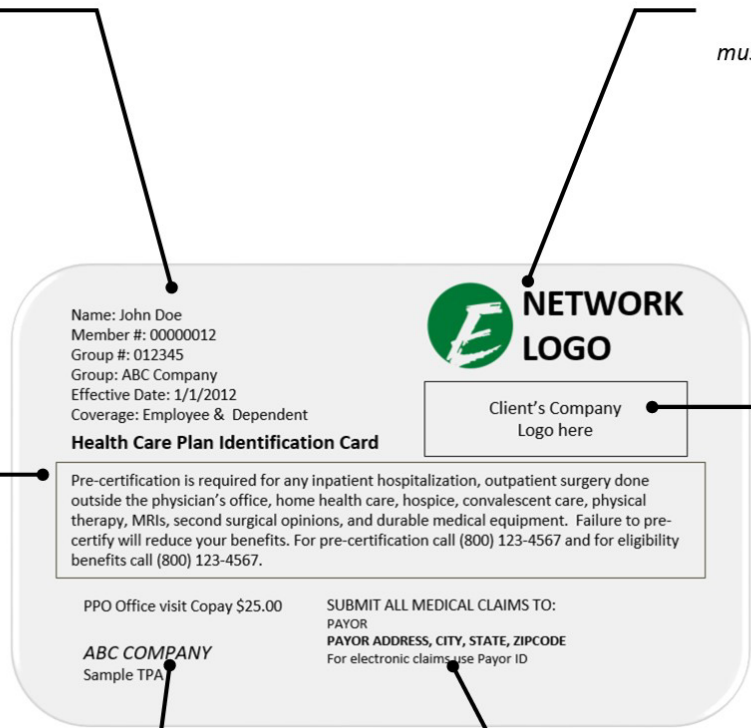 mus
Name: John Doe
Member #: 00000012
Group #: 012345
Group: ABC Company
Effective Date: 1/1/2012
Coverage: Employee & Dependent
Health Care Plan Identification Card
NETWORK
LOGO
Client's Company
Logo here
Pre-certification is required for any inpatient hospitalization, outpatient surgery done
outside the physician's office, home health care, hospice, convalescent care, physical
therapy, MRIs, second surgical opinions, and durable medical equipment. Failure to pre-
certify will reduce your benefits. For pre-certification call (800) 123-4567 and for eligibility
benefits call (800) 123-4567.
PPO Office visit Copay $25.00
ABC COMPANY
Sample TPA
SUBMIT ALL MEDICAL CLAIMS TO:
PAYOR
PAYOR ADDRESS, CITY, STATE, ZIPCODE
For electronic claims use Payor ID